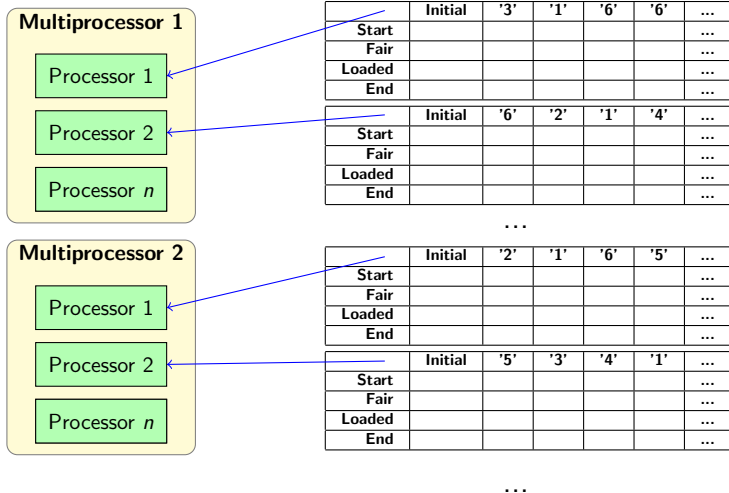 Multiprocessor 1
Processor 1
Processor 2
Processor n
Initial '3' '1' '6' '6' ...
Start ...
Fair ...
Loaded ...
End ...
Initial '6' '2' '1' '4' ...
Start ...
Fair ...
Loaded ...
End ...
...
Multiprocessor 2
Processor 1
Processor 2
Processor n
Initial '2' '1' '6' '5' ...
Start ...
Fair ...
Loaded ...
End ...
Initial '5' '3' '4' '1' ...
Start ...
Fair ...
Loaded ...
End ...
...